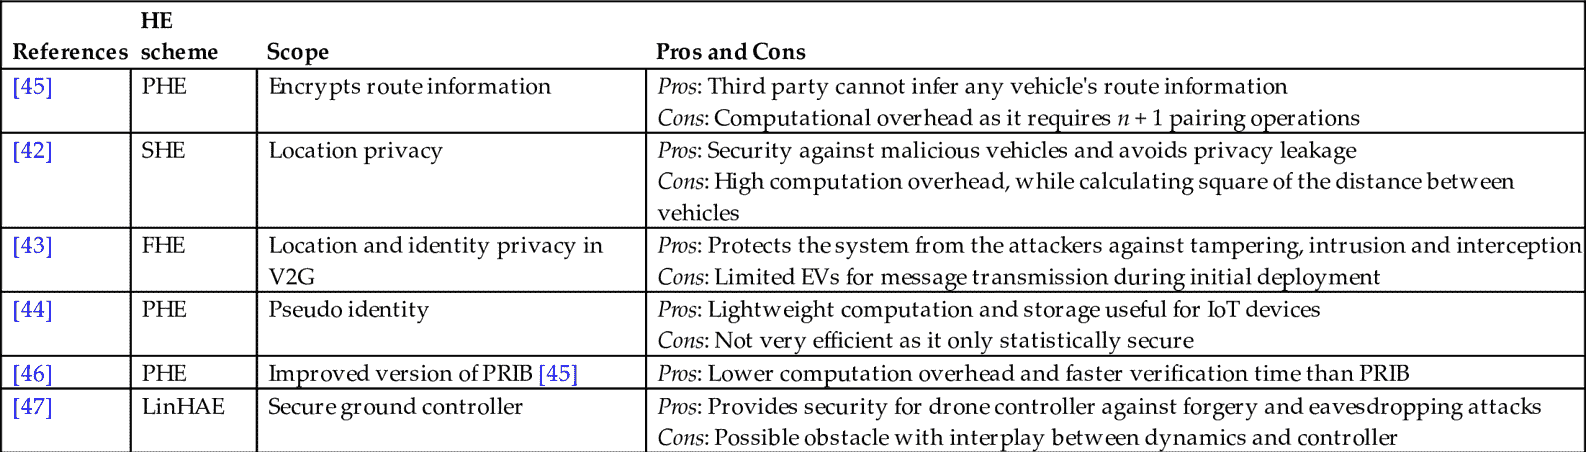 References HE scheme Scope Pros and Cons
[45] PHE Encrypts route information Pros: Third party cannot infer any vehicle's route information
Cons: Computational overhead as it requires n + 1 pairing operations
[42] SHE Location privacy Pros: Security against malicious vehicles and avoids privacy leakage
Cons: High computation overhead, while calculating square of the distance between
vehicles
[43] FHE Location and identity privacy in Pros: Protects the system from the attackers against tampering, intrusion and interception
V2G Cons: Limited EVs for message transmission during initial deployment
[44] PHE Pseudo identity Pros: Lightweight computation and storage useful for IoT devices
Cons: Not very efficient as it only statistically secure
[46] PHE Improved version of PRIB [45] Pros: Lower computation overhead and faster verification time than PRIB
[47] LinHAE Secure ground controller Pros: Provides security for drone controller against forgery and eavesdropping attacks
Cons: Possible obstacle with interplay between dynamics and controller